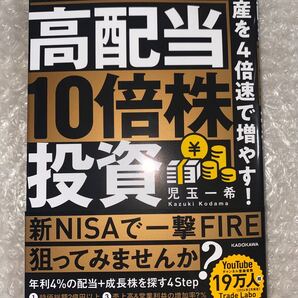 産を4倍速で増やす!
高配当
10倍株
投資
児玉一希
Kazuki Kodama
KADOKAWA
新NISAで一撃FIRE
狙ってみませんか?
年利4%の配当+成長株を探す4Step
YouTube
19万人
Trade Labo